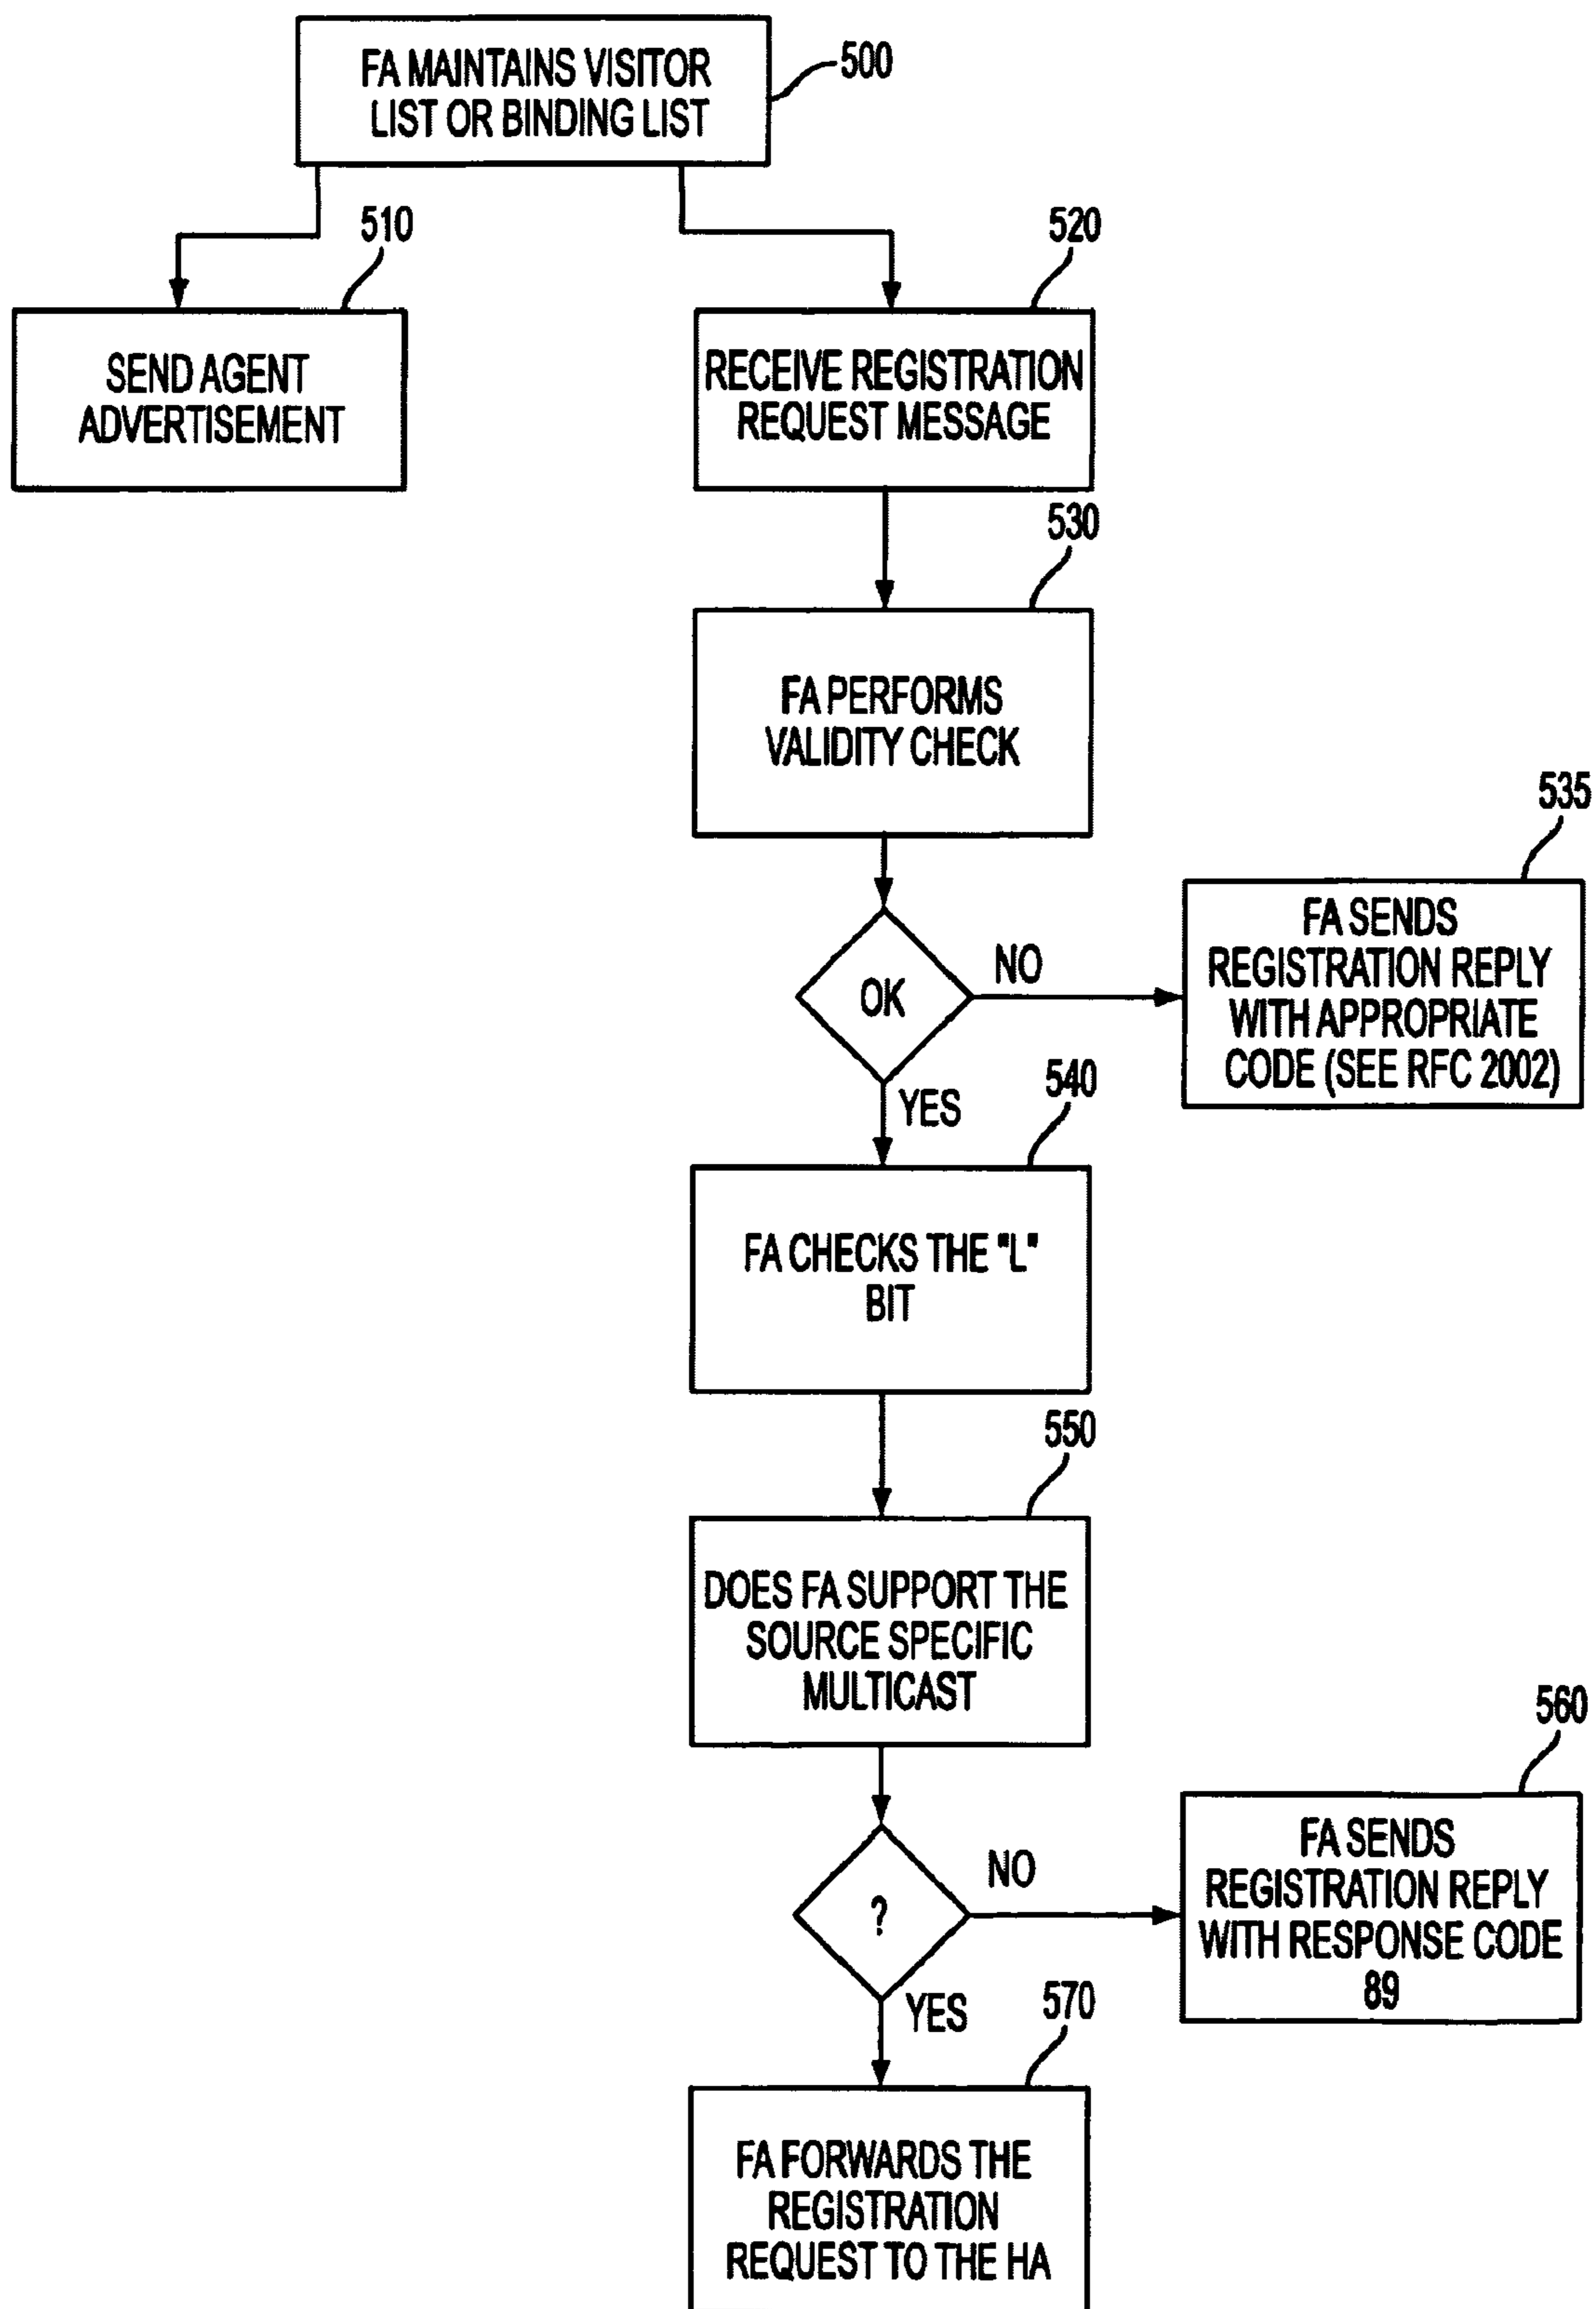 FA MAINTAINS VISITOR
LIST OR BINDING LIST
500
510
520
SEND AGENT
ADVERTISEMENT
RECEIVE REGISTRATION
REQUEST MESSAGE
530
FA PERFORMS
VALIDITY CHECK
535
OK
NO
FA SENDS
REGISTRATION REPLY
WITH APPROPRIATE
CODE (SEE RFC 2002)
YES
540
FA CHECKS THE "L"
BIT
550
DOES FA SUPPORT THE
SOURCE SPECIFIC
MULTICAST
560
?
NO
FA SENDS
REGISTRATION REPLY
WITH RESPONSE CODE
89
YES
570
FA FORWARDS THE
REGISTRATION
REQUEST TO THE HA